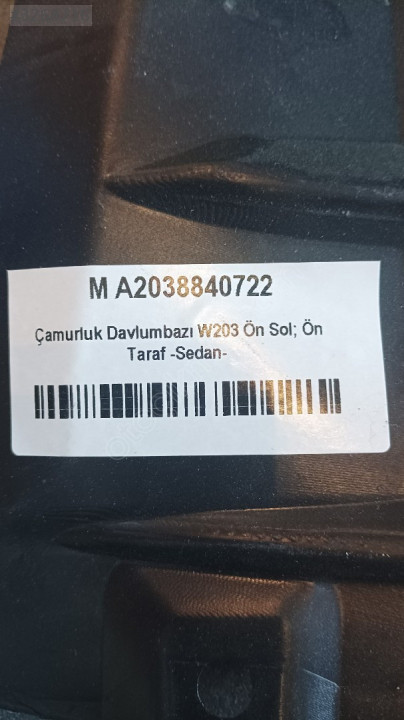 M A2038840722
Çamurluk Davlumbazı W203 Ön Sol; Ön
Taraf -Sedan-